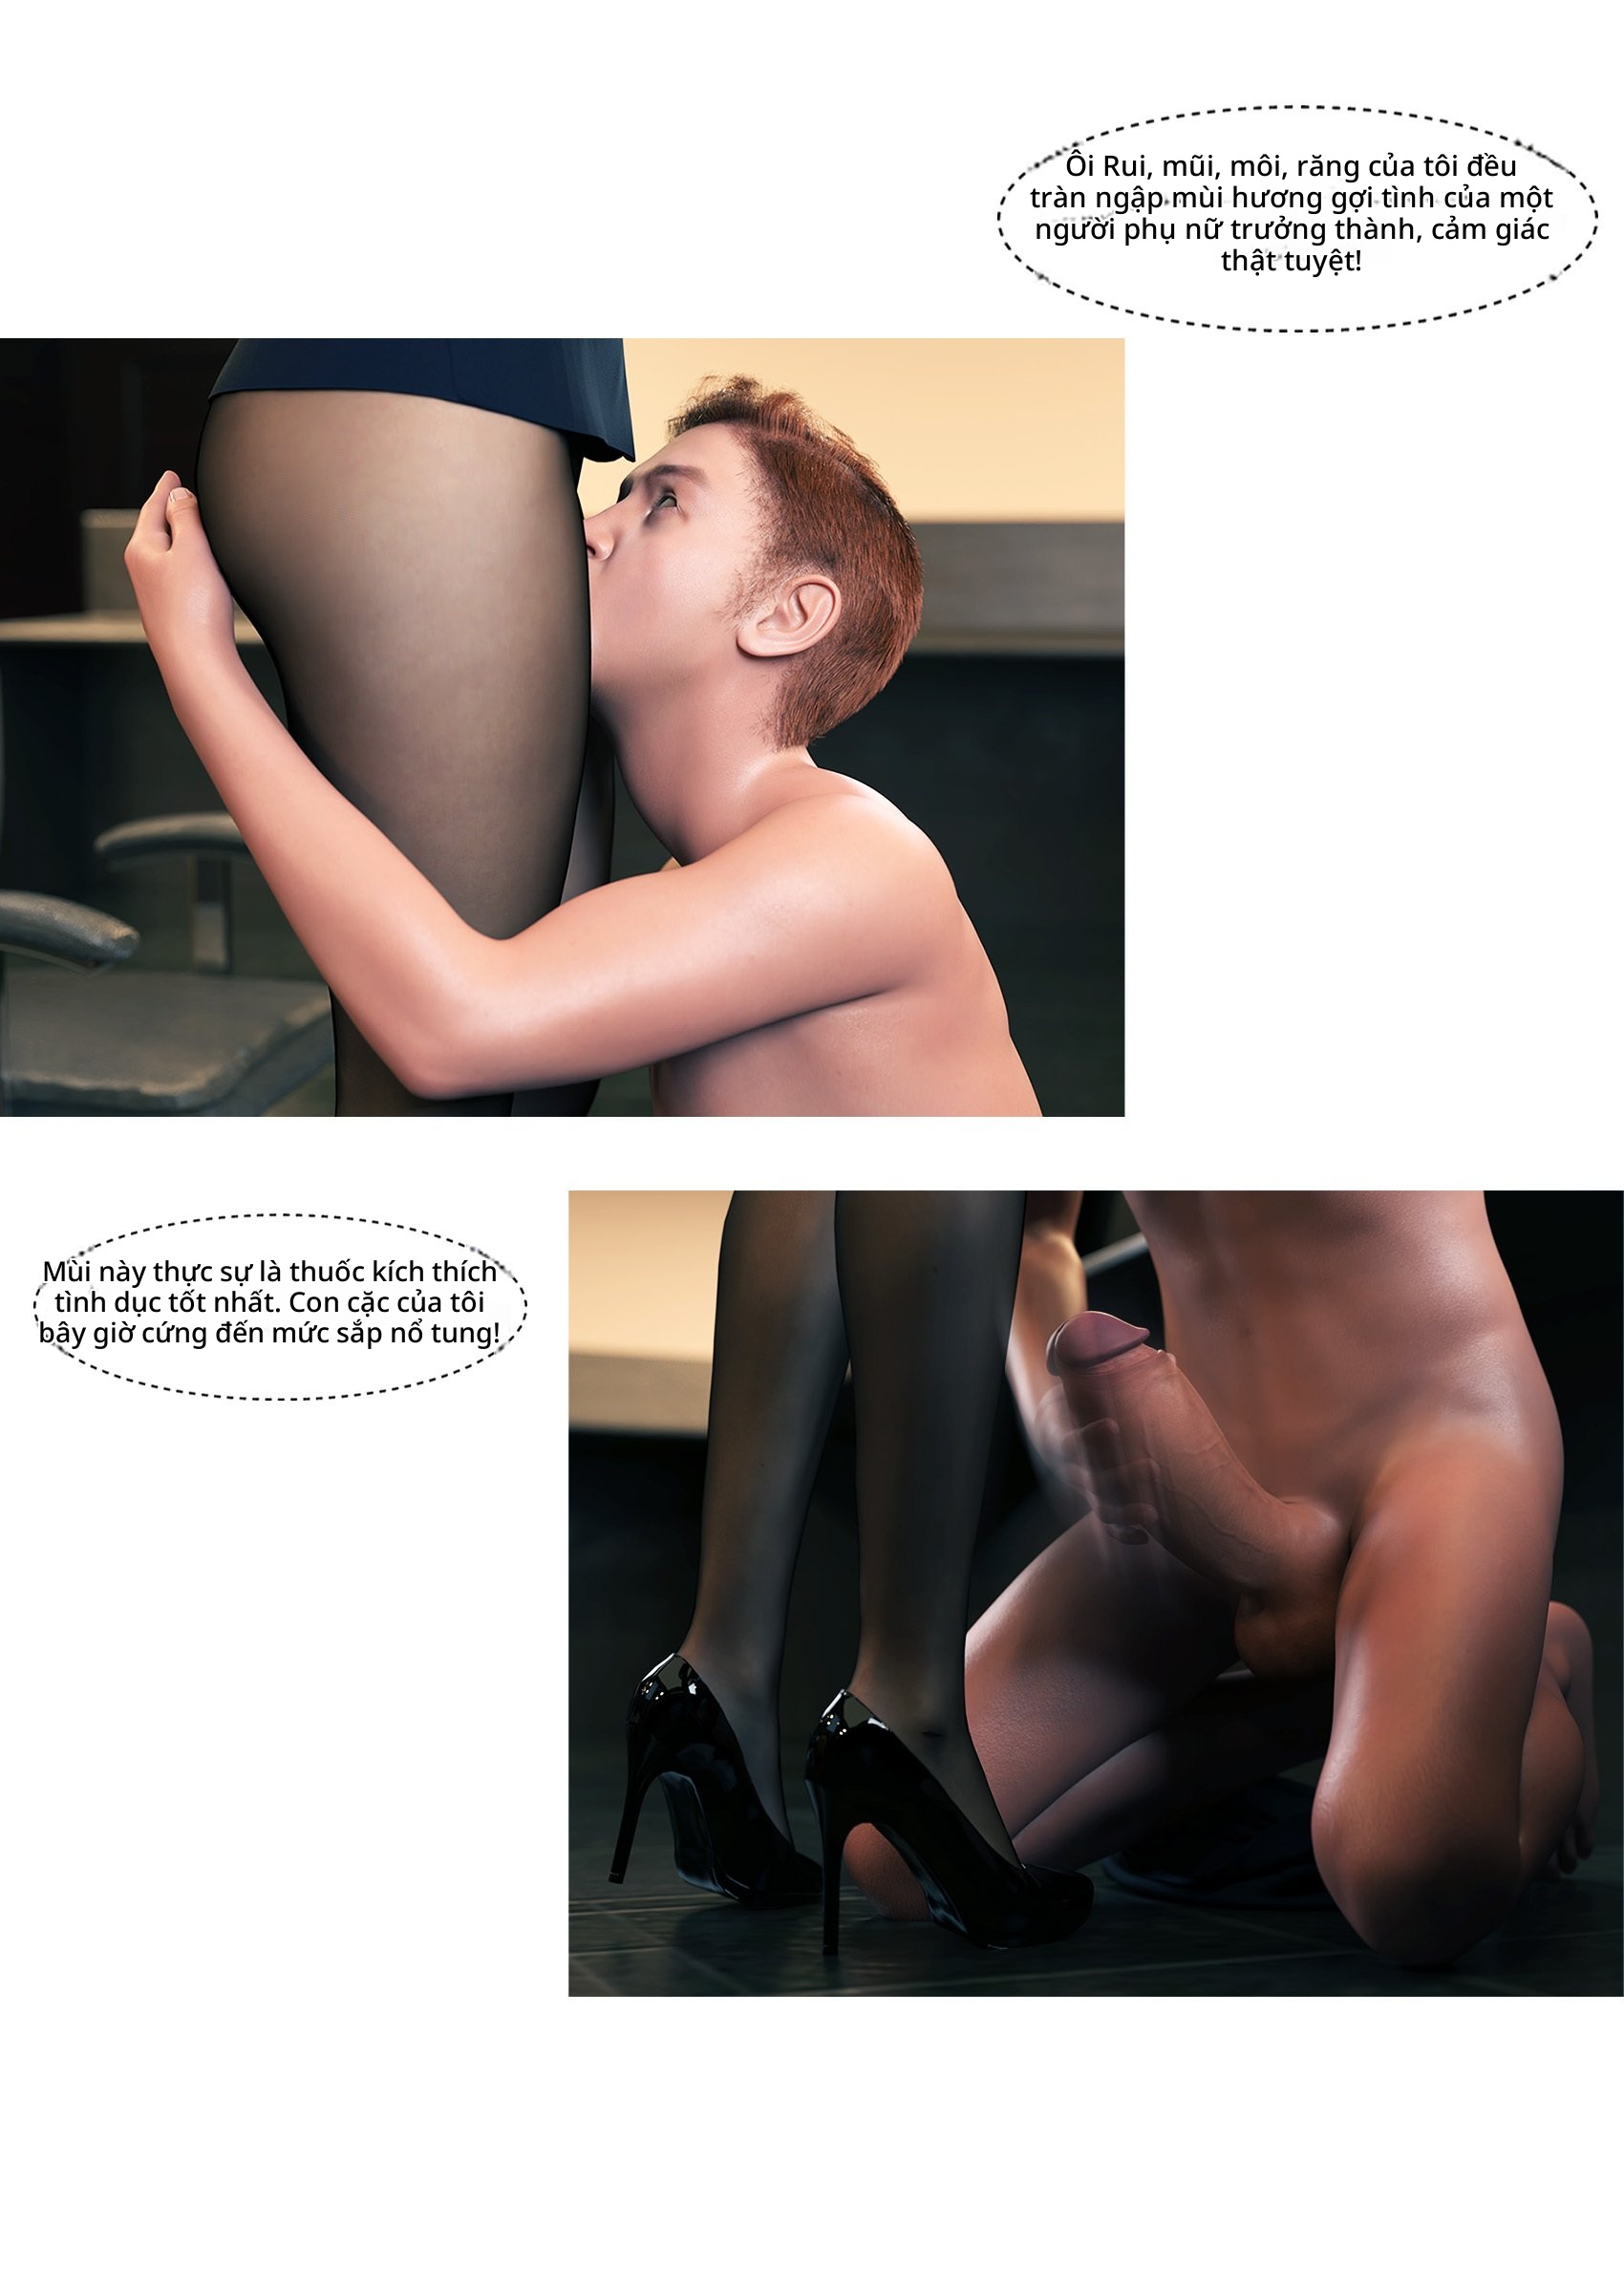 Ôi Rui, mũi, môi, răng của tôi đều
tràn ngập mùi hương gợi tình của một
người phụ nữ trưởng thành, cảm giác
thật tuyệt!
Mùi này thực sự là thuốc kích thích
tình dục tốt nhất. Con cặc của tôi
bây giờ cứng đến mức sắp nổ tung!